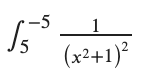 ∫₅⁻⁵ 1/(x²+1)²